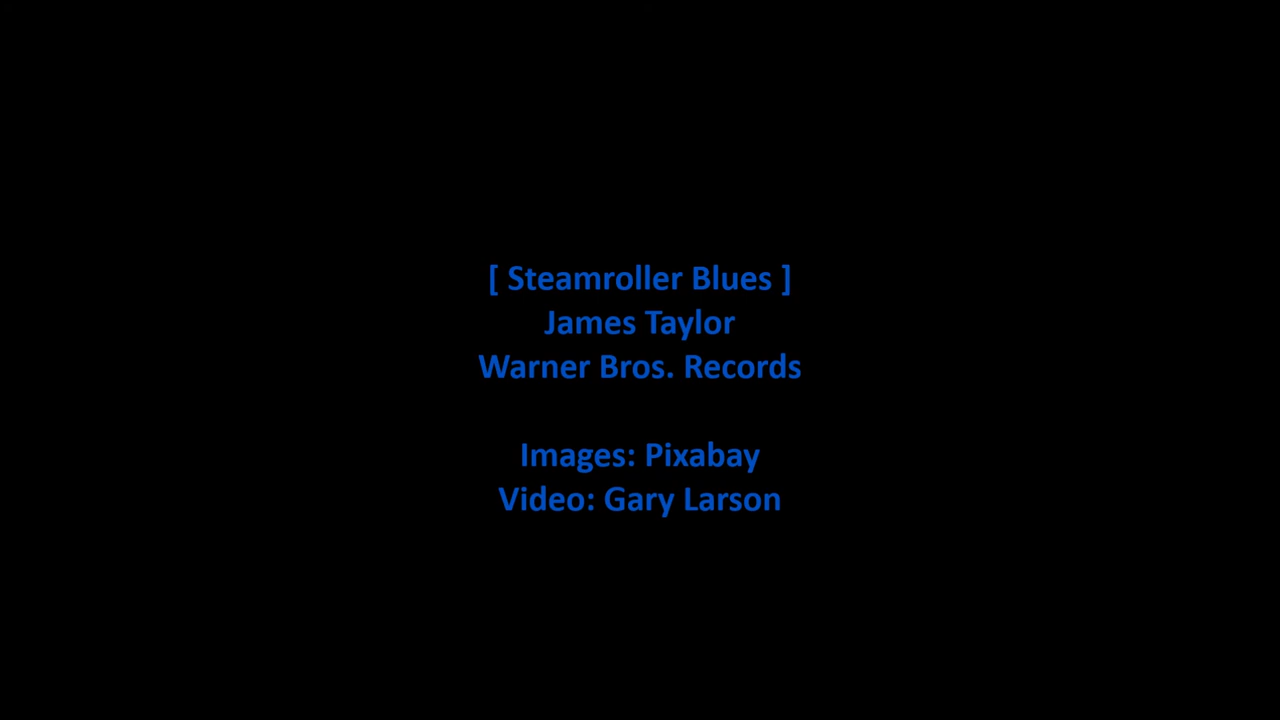 [ Steamroller Blues ]
James Taylor
Warner Bros. Records
Images: Pixabay
Video: Gary Larson